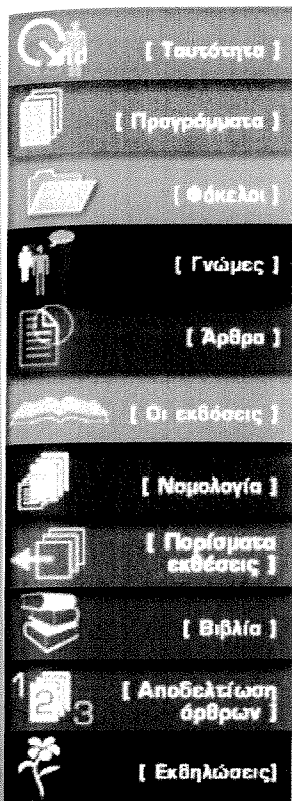 [ Ταυτότητα ]
[ Προγράμματα ]
[ Φάκελοι ]
[ Γνώμες ]
[ Άρθρα ]
[ Οι εκδόσεις ]
[ Νομολογία ]
[ Πορίσματα
εκθέσεις ]
[ Βιβλία ]
1 2 3 [ Αποδελτίωση
άρθρων ]
[ Εκδηλώσεις]